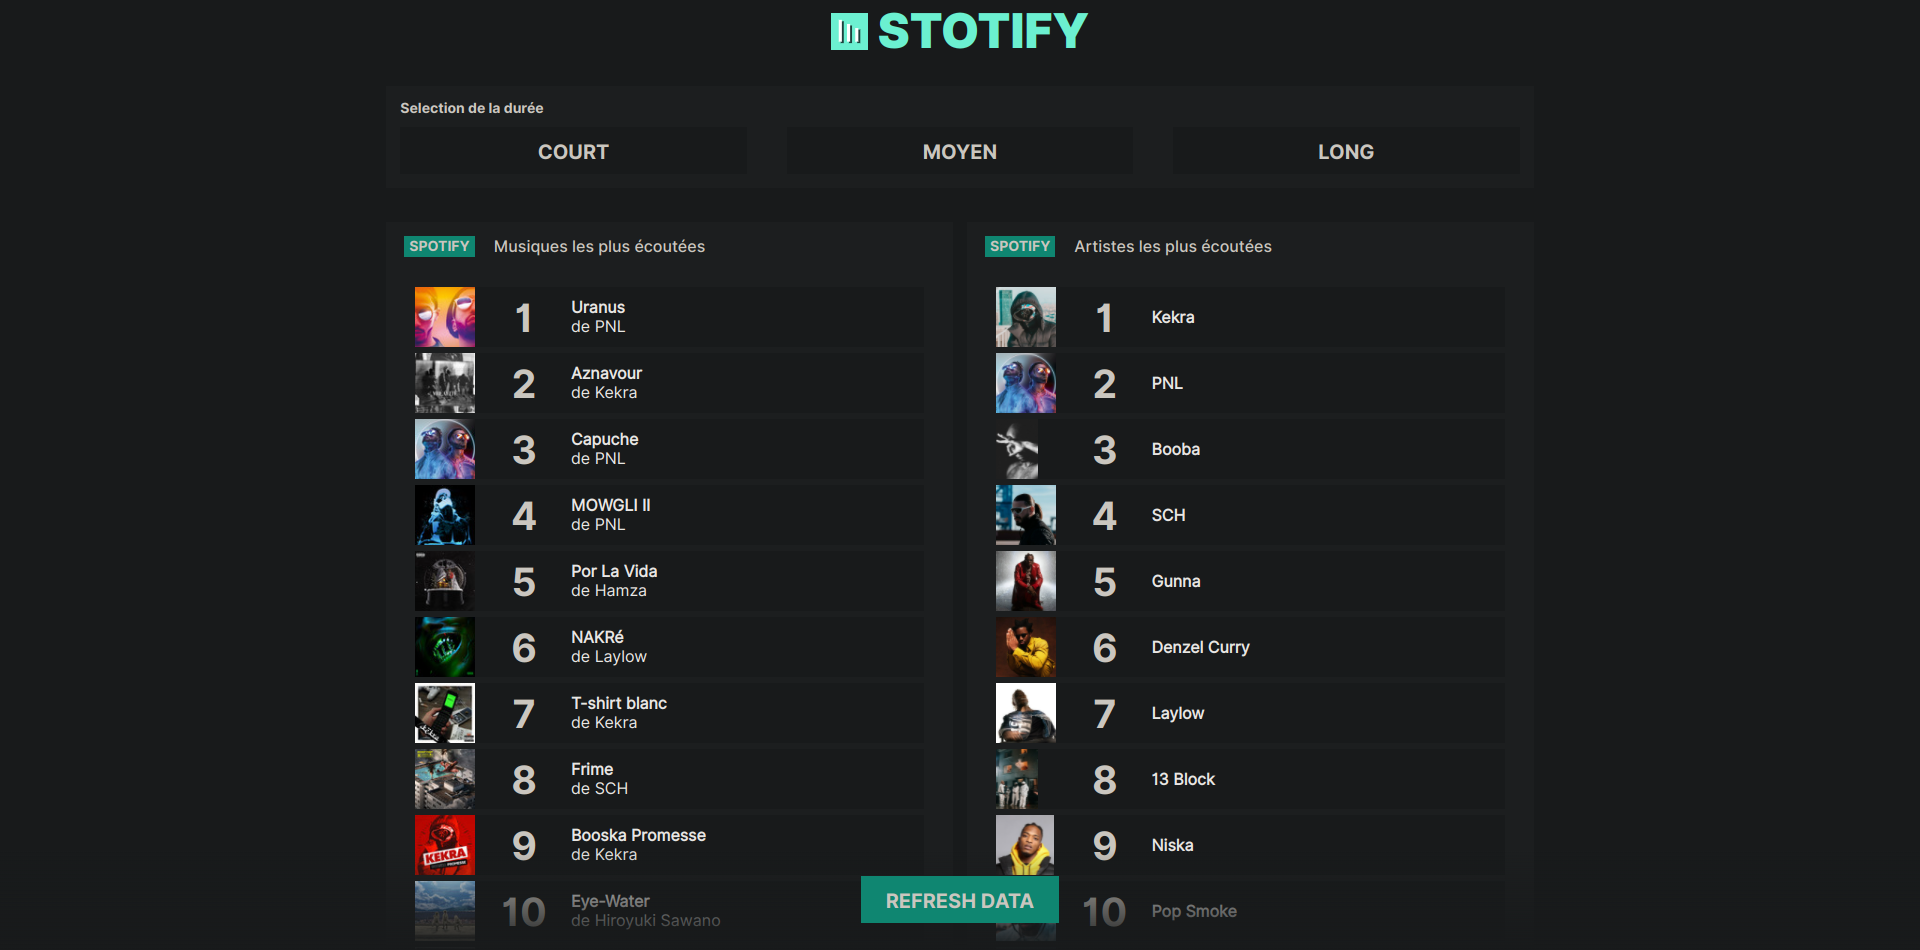 STOTIFY
Selection de la durée
COURT
MOYEN
LONG
SPOTIFY Musiques les plus écoutées
1
Uranus
de PNL
2
Aznavour
de Kekra
3
Capuche
de PNL
4
MOWGLI II
de PNL
5
Por La Vida
de Hamza
6
NAKRé
de Laylow
7
T-shirt blanc
de Kekra
8
Frime
de SCH
KEKRA
9
Booska Promesse
de Kekra
10
Eye-Water
de Hiroyuki Sawano
SPOTIFY Artistes les plus écoutées
1 Kekra
2 PNL
3 Booba
4 SCH
5 Gunna
6 Denzel Curry
7 Laylow
8 13 Block
9 Niska
10 Pop Smoke
REFRESH DATA